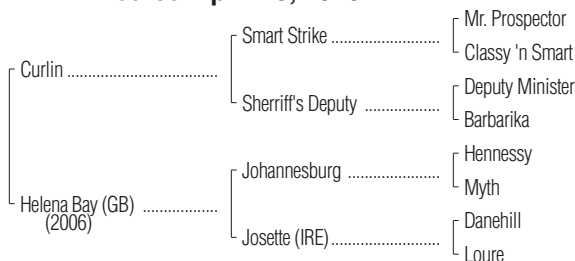 Smart Strike
Mr. Prospector
Classy 'n Smart
Curlin
Sherriff's Deputy
Deputy Minister
Barbarika
Johannesburg
Hennessy
Myth
Helena Bay (GB)
(2006)
Josette (IRE)
Danehill
Loure